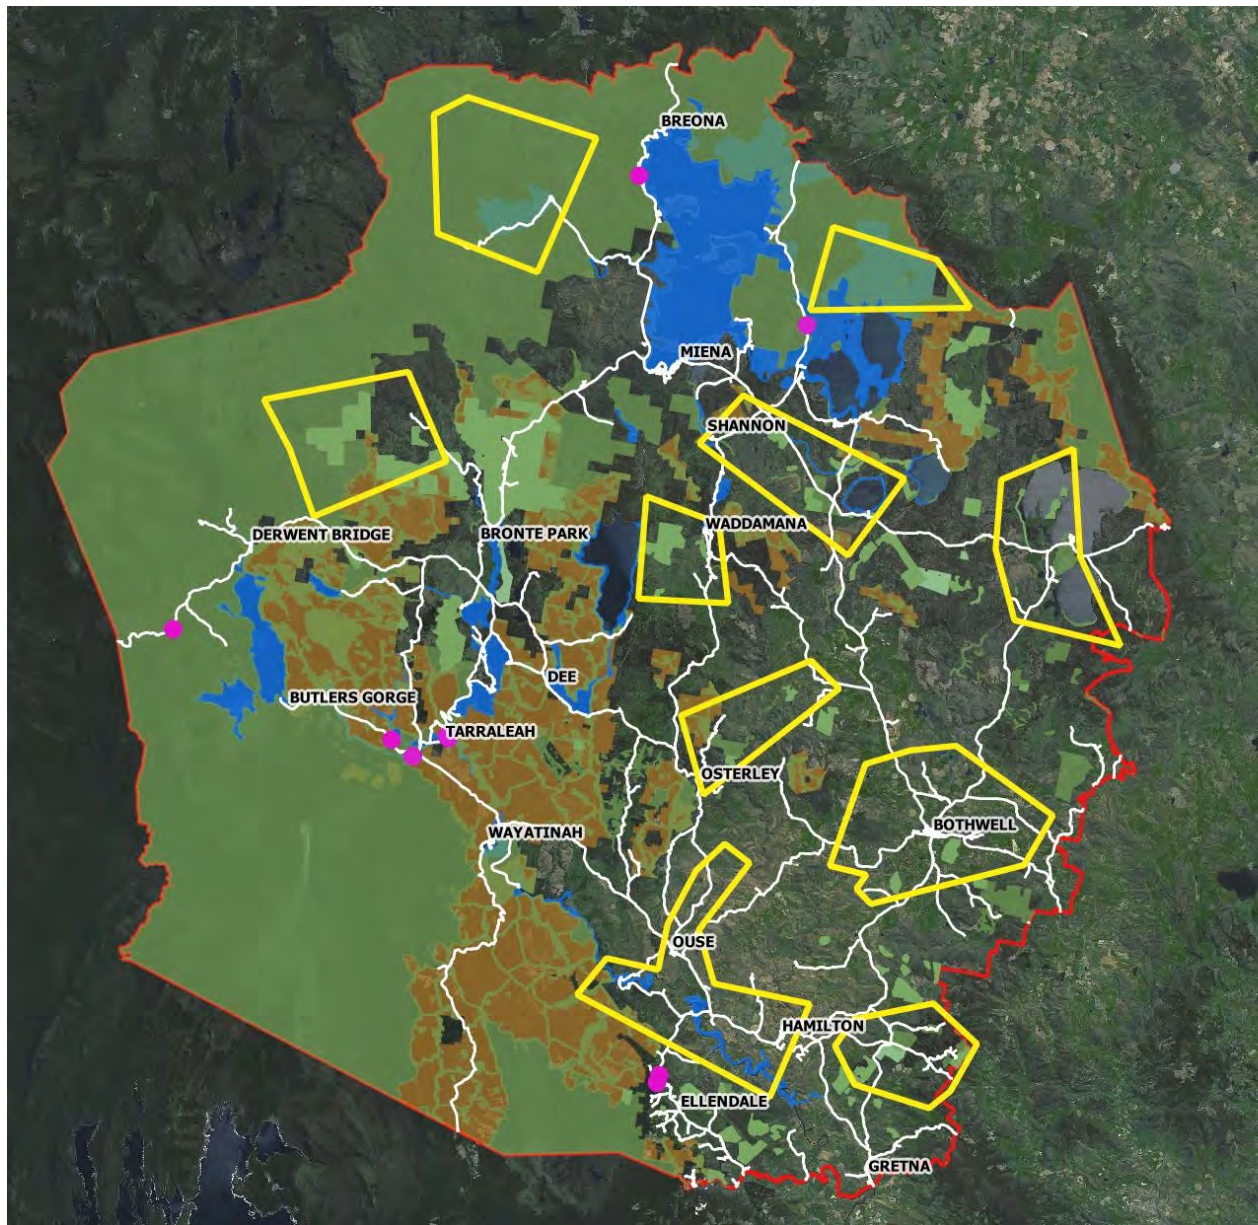 BREONA
MIENA
SHANNON
WADDAMANA
DERWENT BRIDGE
BRONTE PARK
DEE
BUTLERS GORGE
TARRALEAH
OSTERLEY
WAYATINAH
BOTHWELL
OUSE
HAMILTON
ELLENDALE
GRETNA